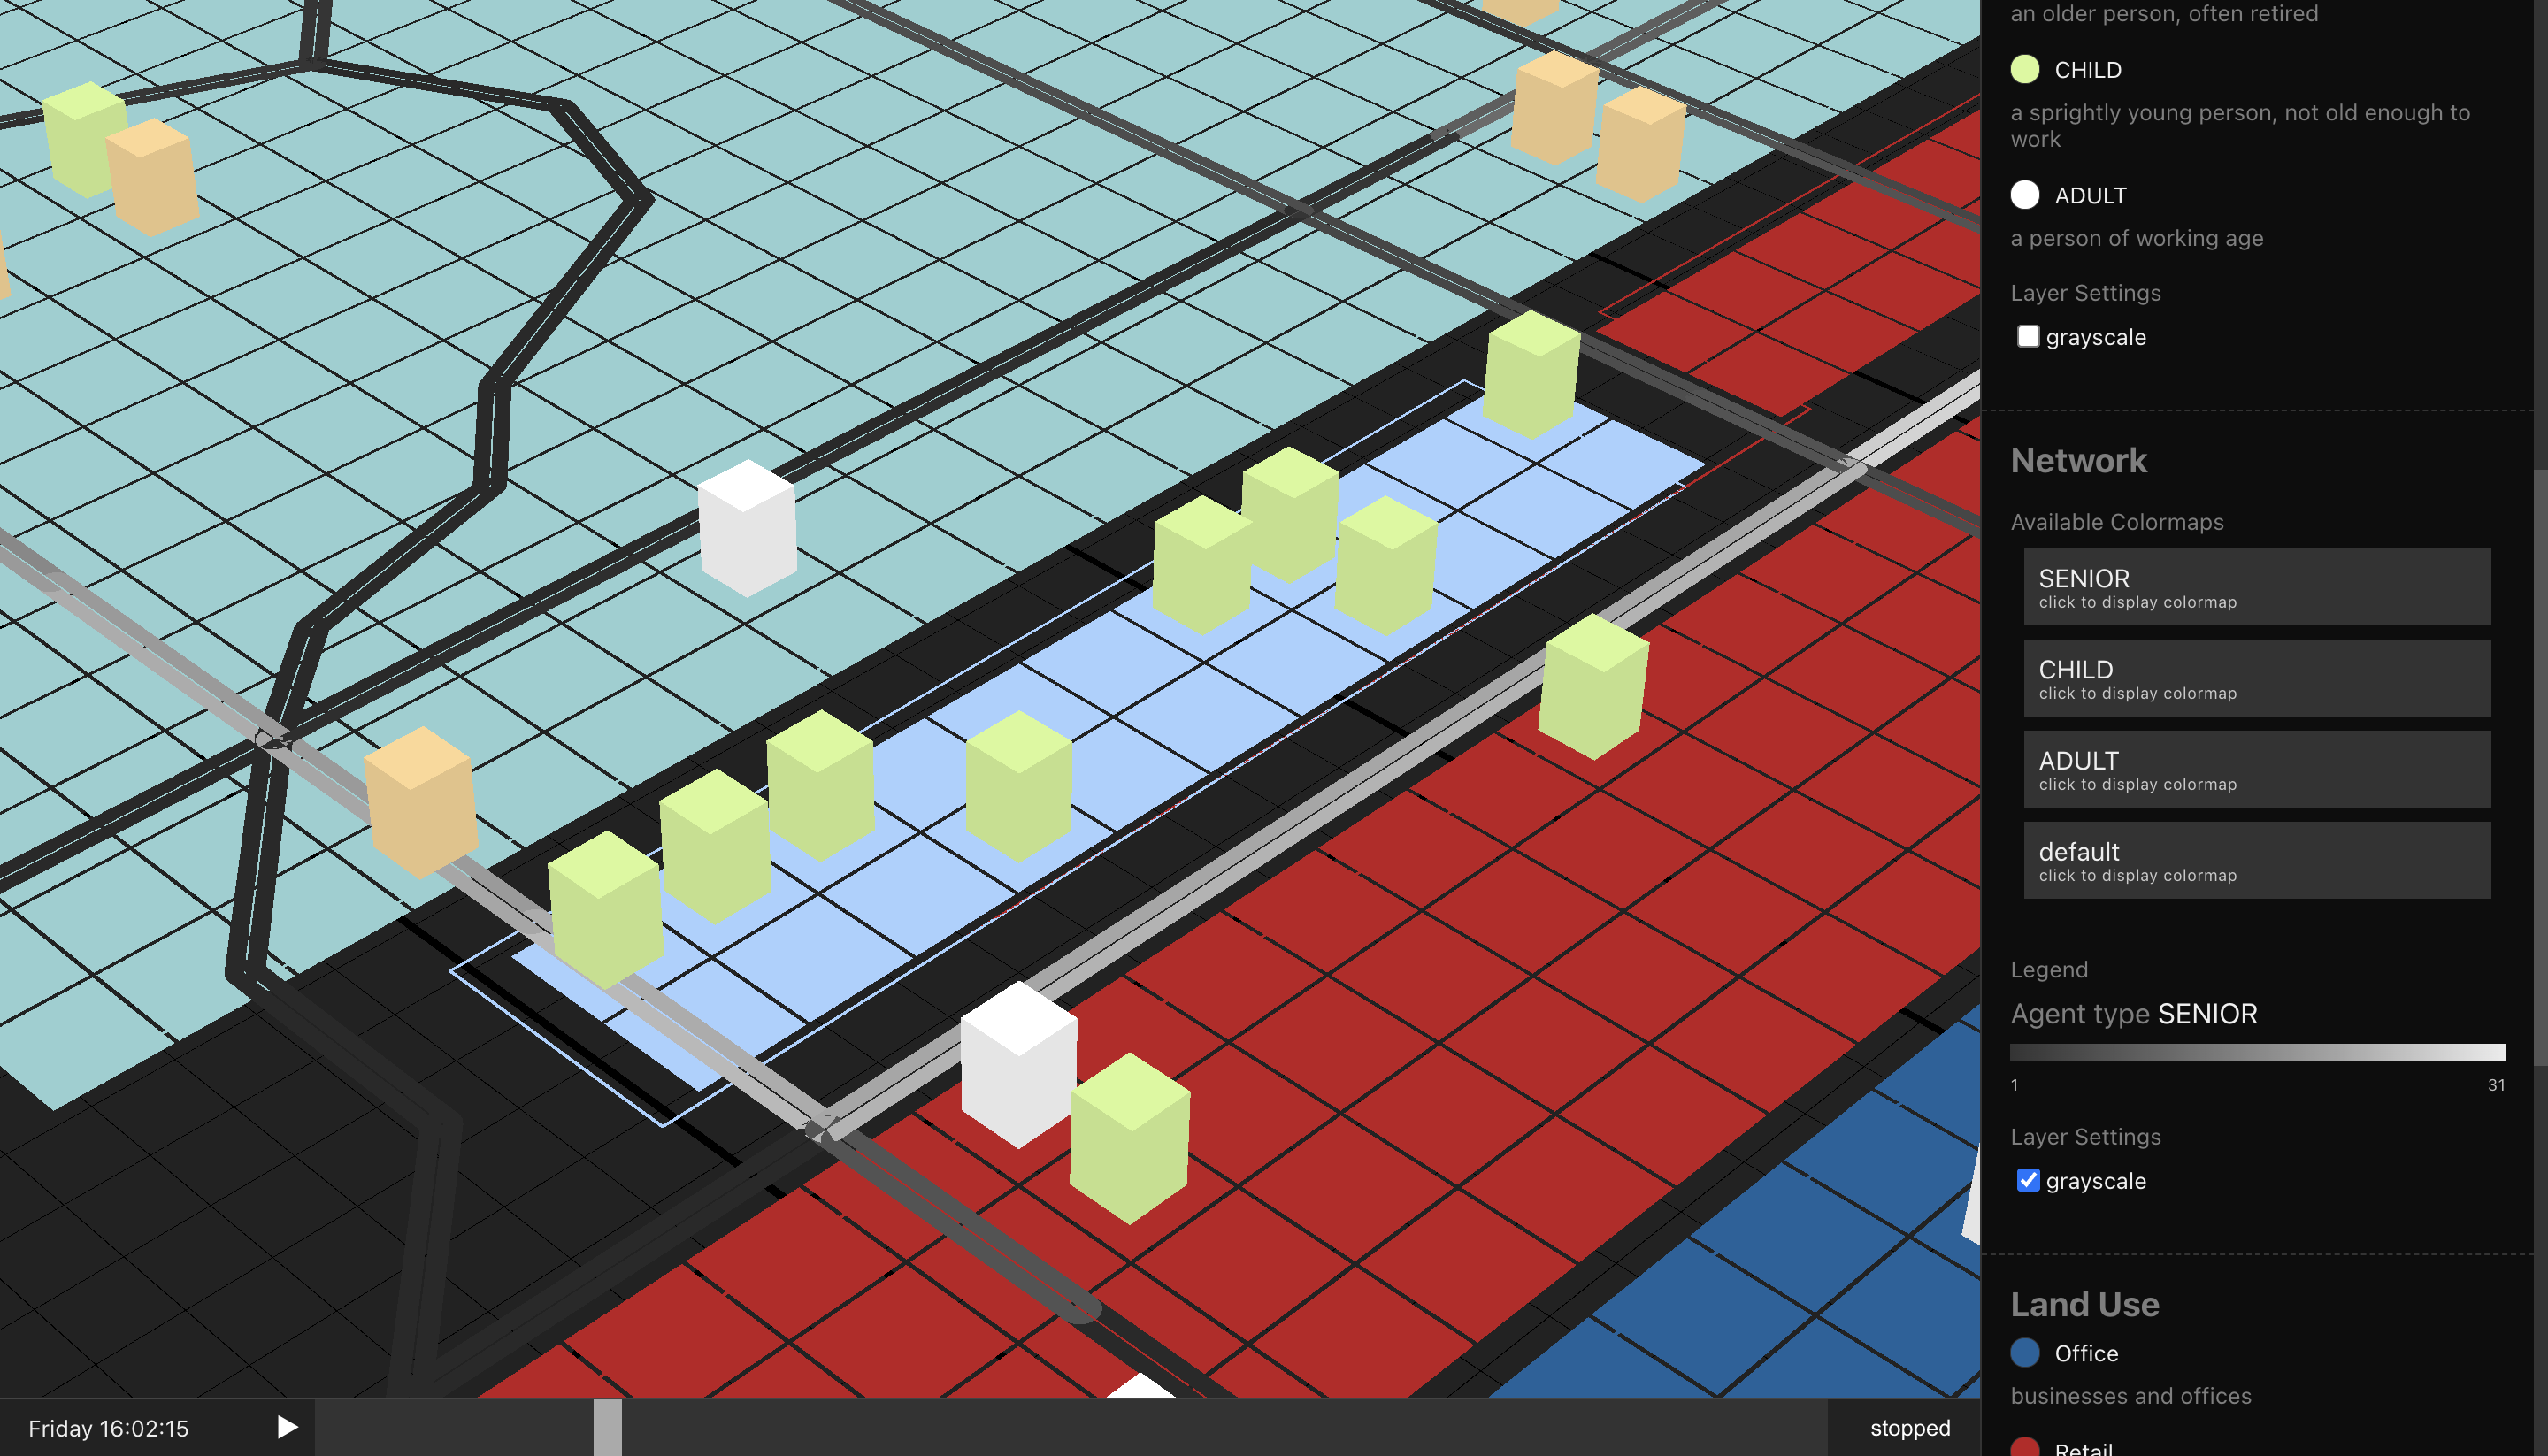 an older person, often retired
CHILD
a sprightly young person, not old enough to
work
ADULT
a person of working age
Layer Settings
grayscale
Network
Available Colormaps
SENIOR
click to display colormap
CHILD
click to display colormap
ADULT
click to display colormap
default
click to display colormap
Legend
Agent type SENIOR
1 31
Layer Settings
grayscale
Land Use
Office
businesses and offices
Retail
Friday 16:02:15
stopped